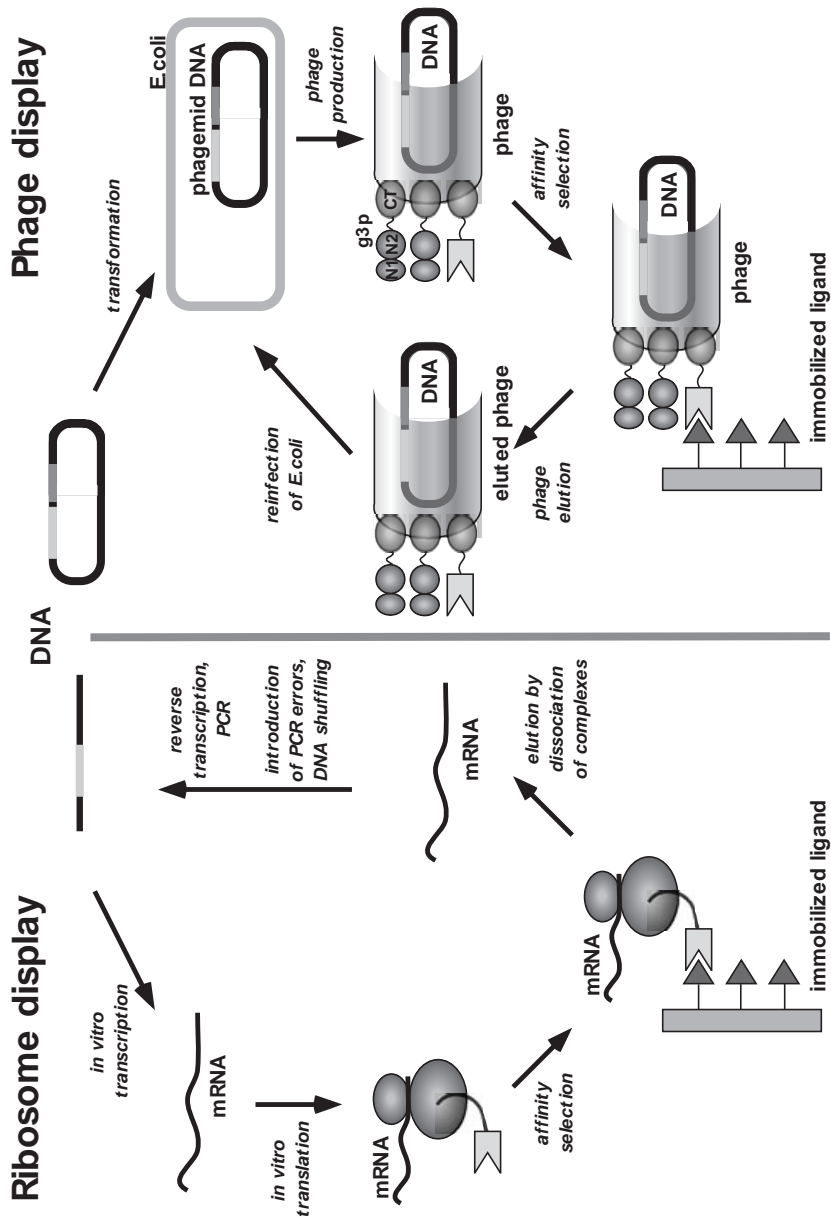 Ribosome display
Phage display
DNA
in vitro
transcription
mRNA
in vitro
translation
mRNA
affinity
selection
mRNA
immobilized ligand
elution by
dissociation
of complexes
mRNA
reverse
transcription,
PCR
introduction
of PCR errors,
DNA shuffling
transformation
E.coli
phagemid DNA
phage
production
g3p
N1 N2
CT
DNA
phage
affinity
selection
DNA
phage
immobilized ligand
phage
elution
DNA
eluted phage
reinfection
of E.coli